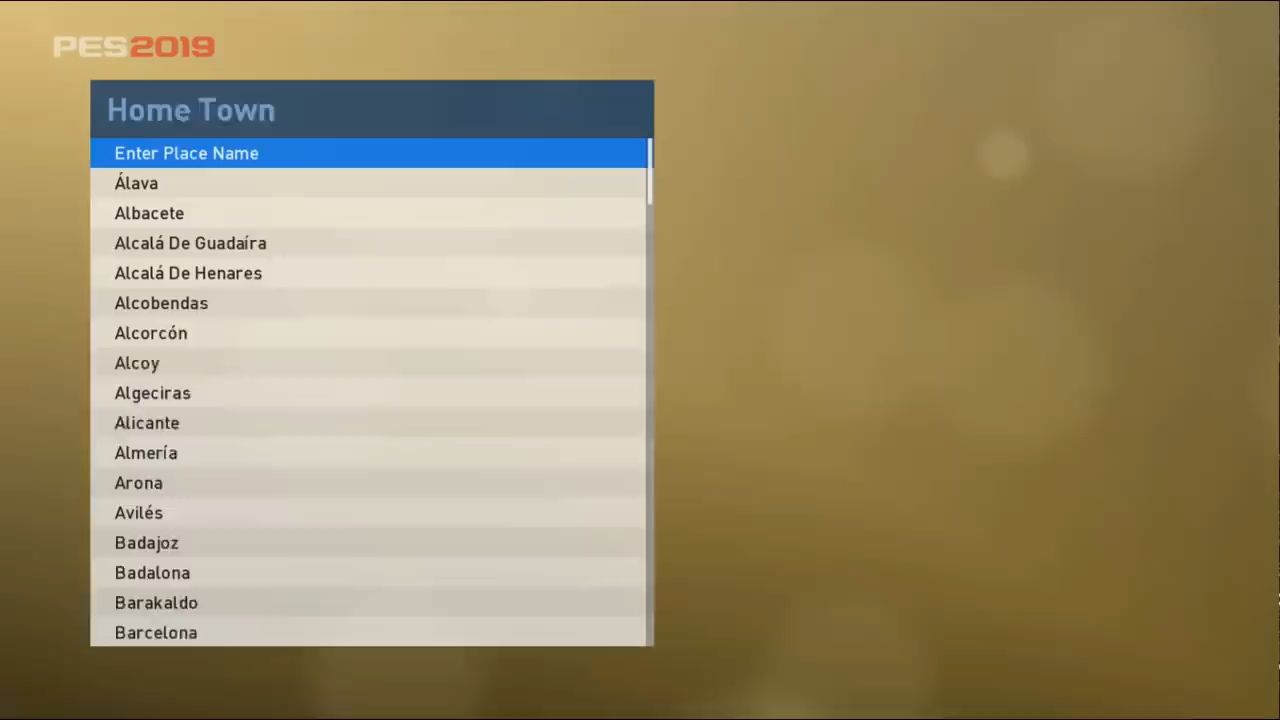 PES2019
Home Town
Enter Place Name
Álava
Albacete
Alcalá De Guadaíra
Alcalá De Henares
Alcobendas
Alcorcón
Alcoy
Algeciras
Alicante
Almería
Arona
Avilés
Badajoz
Badalona
Barakaldo
Barcelona